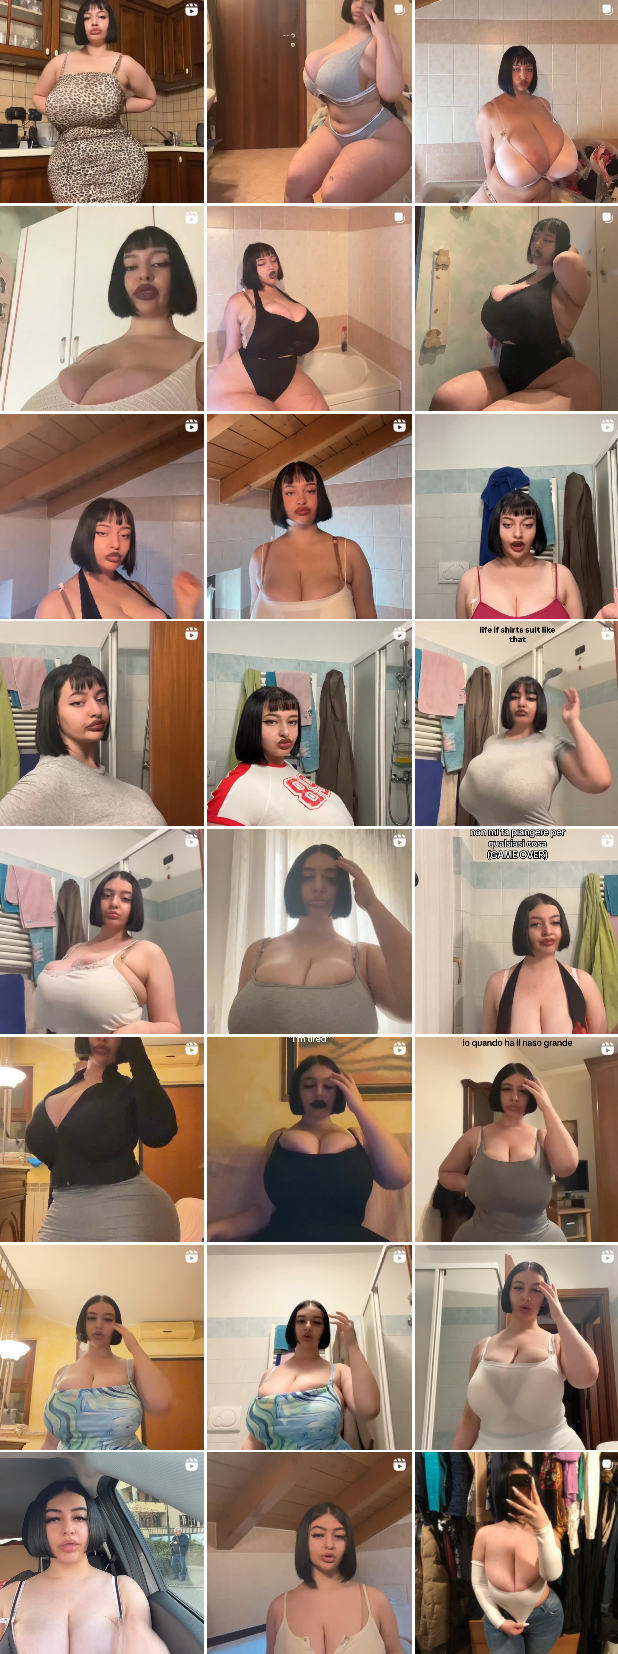 life if shirts suit like
that
88
non mi fa piangere per
qualsiasi cosa
(GAME OVER)
"I'm tired"
io quando ha il naso grande